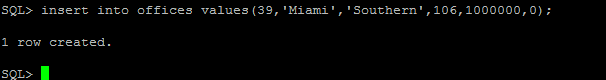 SQL> insert into offices values(39,'Miami','Southern',106,1000000,0);
1 row created.
SQL>